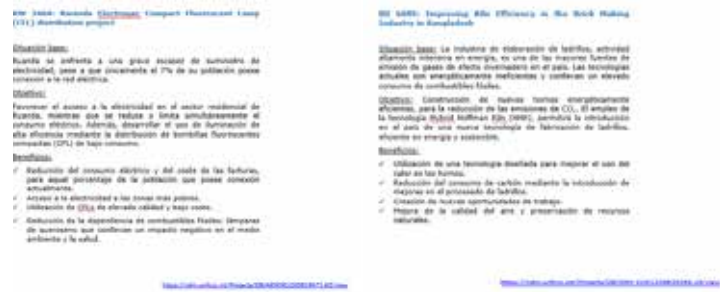 RW 3404: Rwanda Electrogaz Compact Fluorescent Lamp
(CFL) distribution project
Situación base:
Ruanda se enfrenta a una grave escasez de suministro de
electricidad, pese a que únicamente el 7% de su población posee
conexión a la red eléctrica.
Objetivo:
Favorecer el acceso a la electricidad en el sector residencial de
Ruanda, mientras que se reduce o limita simultáneamente el
consumo eléctrico. Además, desarrollar el uso de iluminación de
alta eficiencia mediante la distribución de bombillas fluorescentes
compactas (CFL) de bajo consumo.
Beneficios:
✓ Reducción del consumo eléctrico y del coste de las facturas,
para aquel porcentaje de la población que posee conexión
actualmente.
✓ Acceso a la electricidad a las zonas más pobres.
✓ Utilización de CFLs de elevada calidad y bajo coste.
✓ Reducción de la dependencia de combustibles fósiles: lámparas
de queroseno que conllevan un impacto negativo en el medio
ambiente y la salud.
Improving Kiln Efficiency in the Brick Making
Industry in Bangladesh
Situación base: La industria de elaboración de ladrillos, actividad
altamente intensiva en energía, es una de las mayores fuentes de
emisión de gases de efecto invernadero en el país. Las tecnologías
actuales son energéticamente ineficientes y conllevan un elevado
consumo de combustibles fósiles.
Objetivo: Construcción de nuevos hornos energéticamente
eficientes, para la reducción de las emisiones de CO₂. El empleo de
la tecnología Hybrid Hoffman Kiln (HHK), permitirá la introducción
en el país de una nueva tecnología de fabricación de ladrillos,
eficiente en energía y sostenible.
Beneficios:
✓ Utilización de una tecnología diseñada para mejorar el uso del
calor en los hornos.
✓ Reducción del consumo de carbón mediante la introducción de
mejoras en el procesado de ladrillos.
✓ Creación de nuevas oportunidades de trabajo.
✓ Mejora de la calidad del aire y preservación de recursos
naturales.